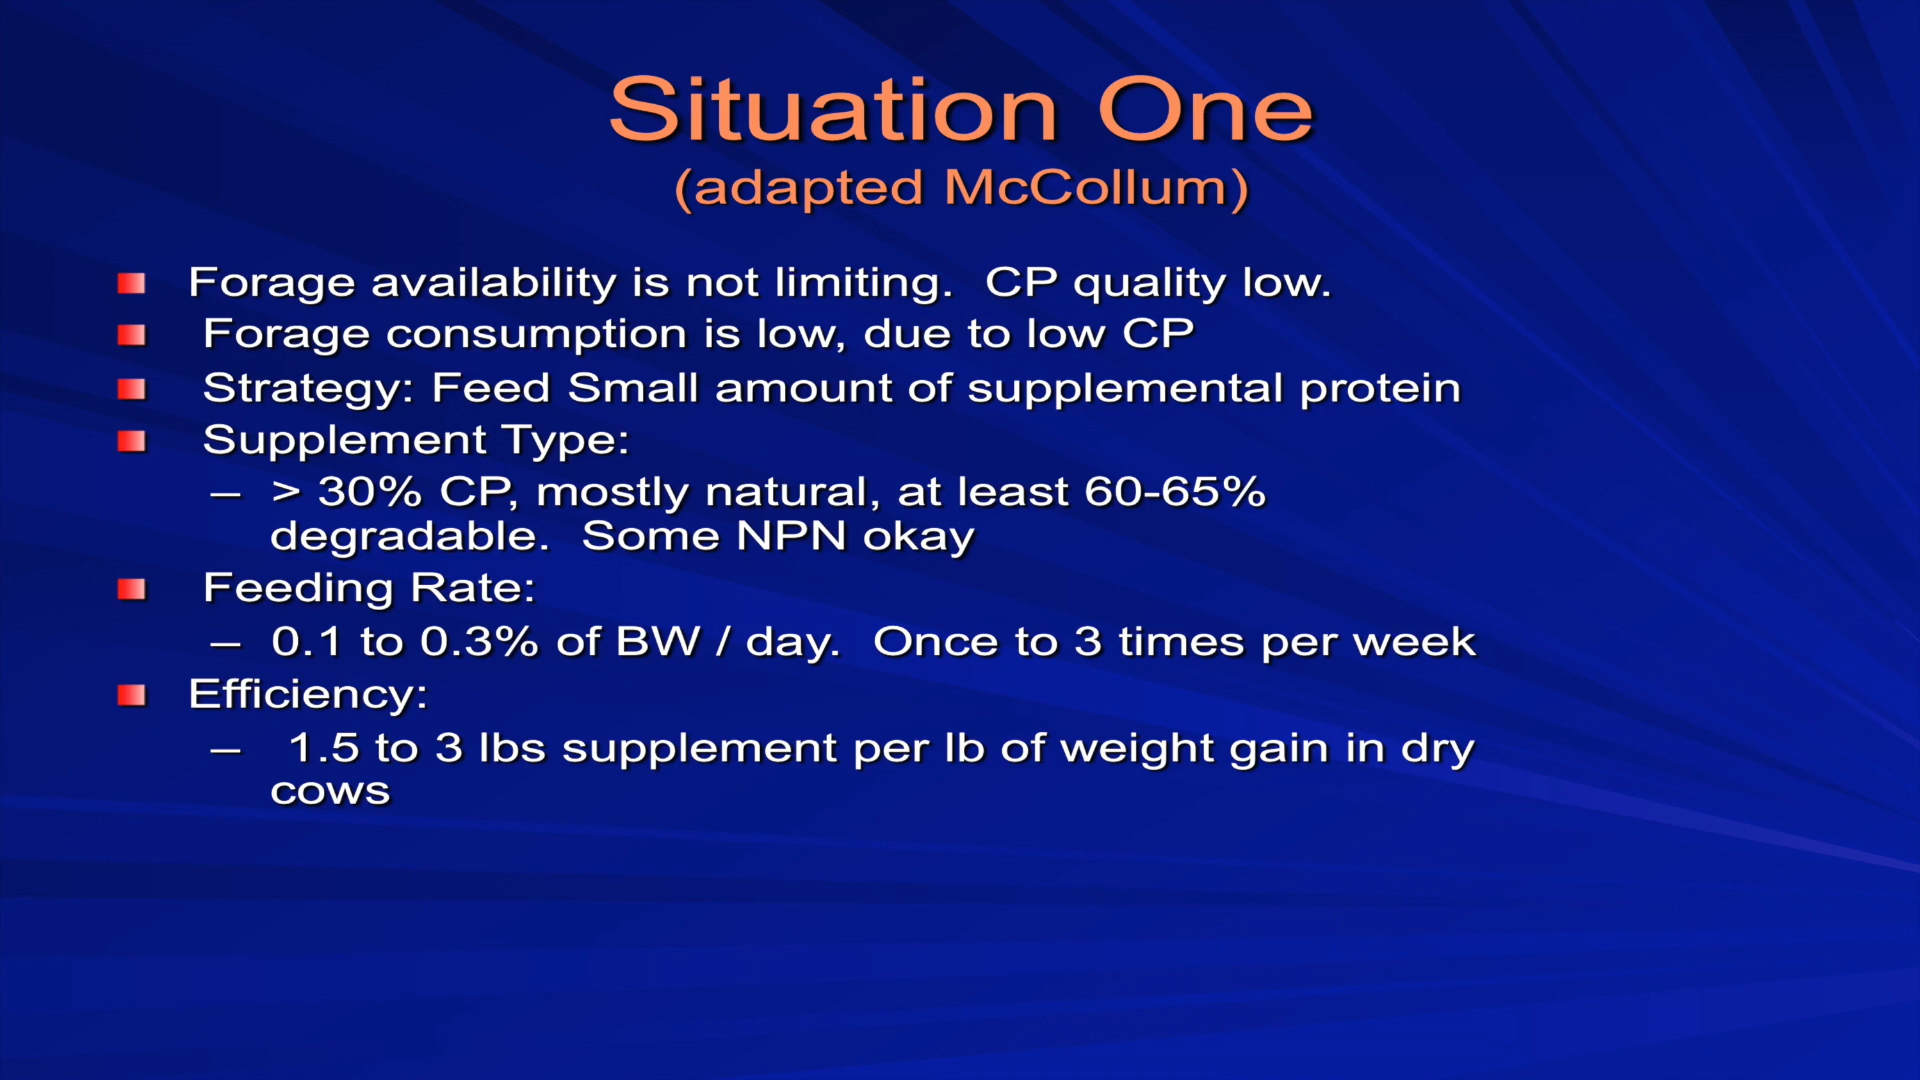 Situation One
(adapted McCollum)
Forage availability is not limiting.  CP quality low.
Forage consumption is low, due to low CP
Strategy: Feed Small amount of supplemental protein
Supplement Type:
– > 30% CP, mostly natural, at least 60-65%
degradable.  Some NPN okay
Feeding Rate:
– 0.1 to 0.3% of BW / day.  Once to 3 times per week
Efficiency:
– 1.5 to 3 lbs supplement per lb of weight gain in dry
cows